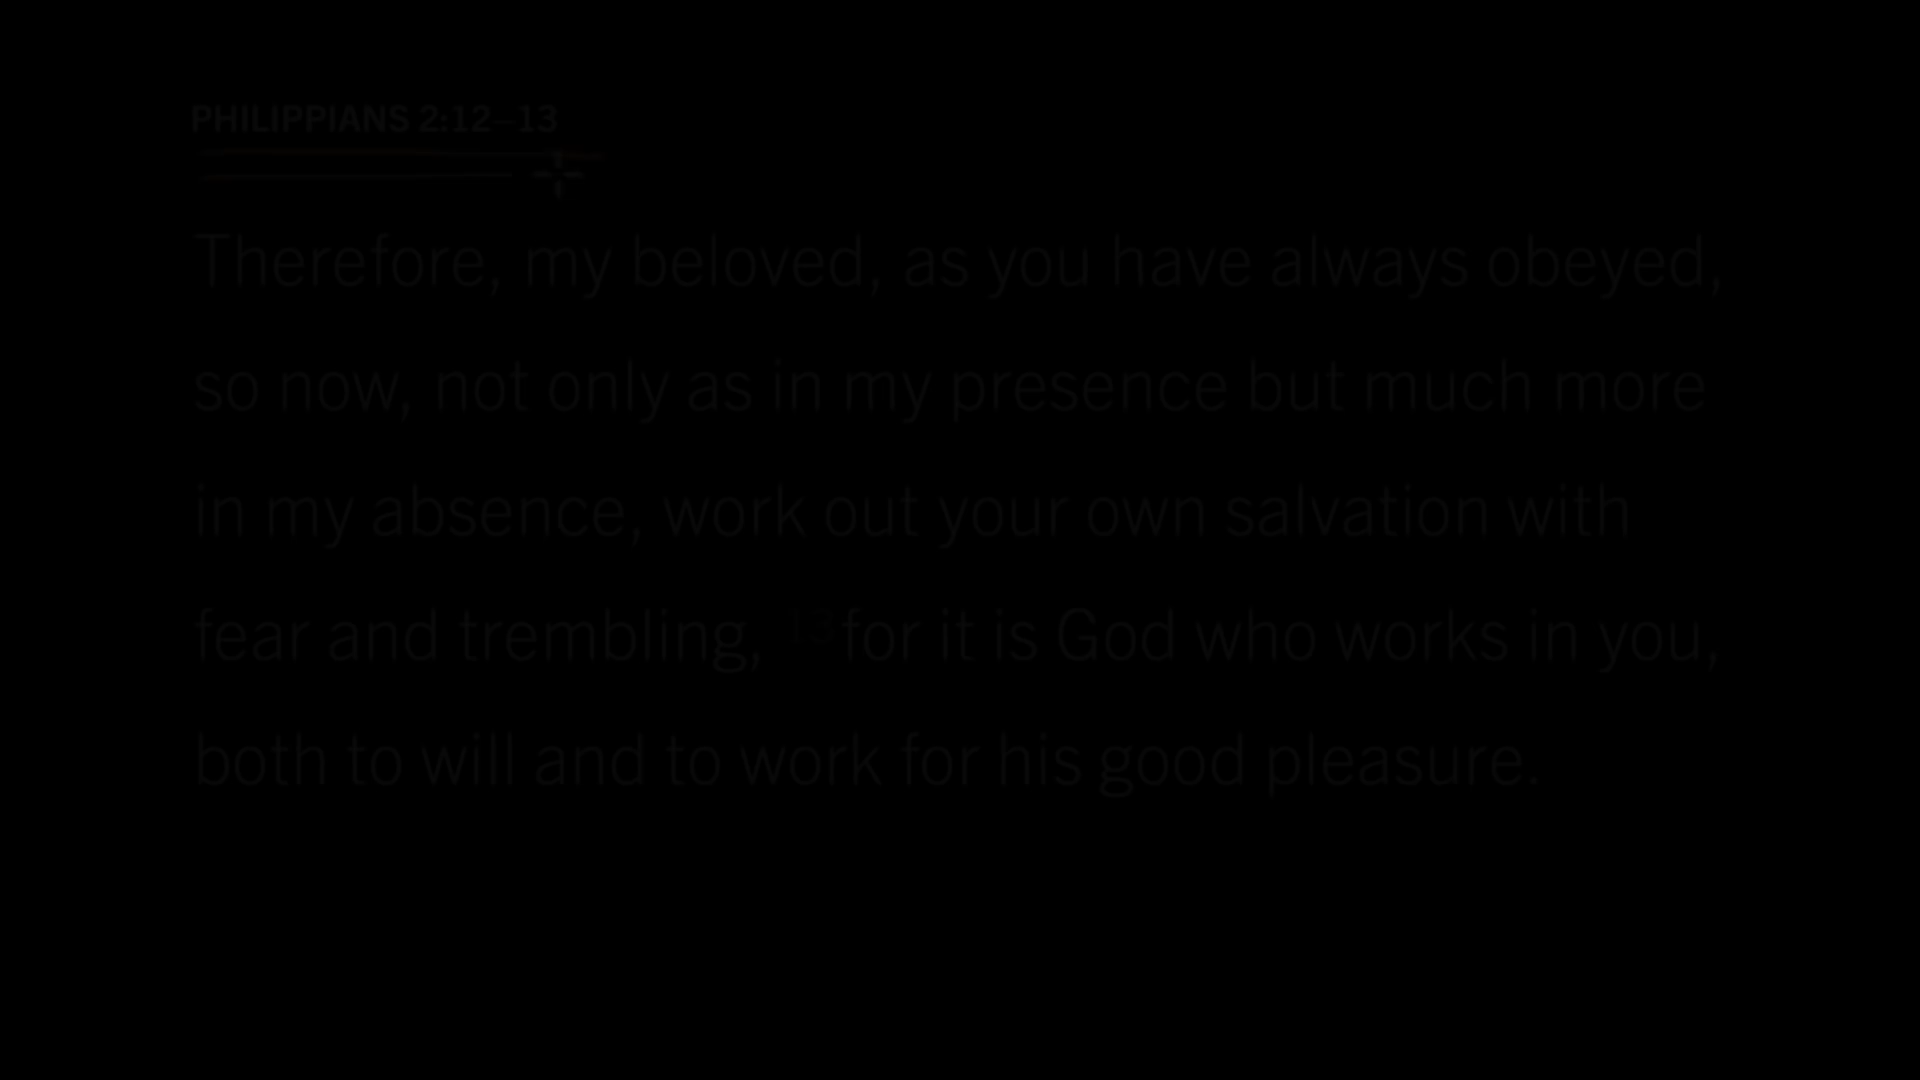 PHILIPPIANS 2:12–13
Therefore, my beloved, as you have always obeyed,
so now, not only as in my presence but much more
in my absence, work out your own salvation with
fear and trembling, 13 for it is God who works in you,
both to will and to work for his good pleasure.